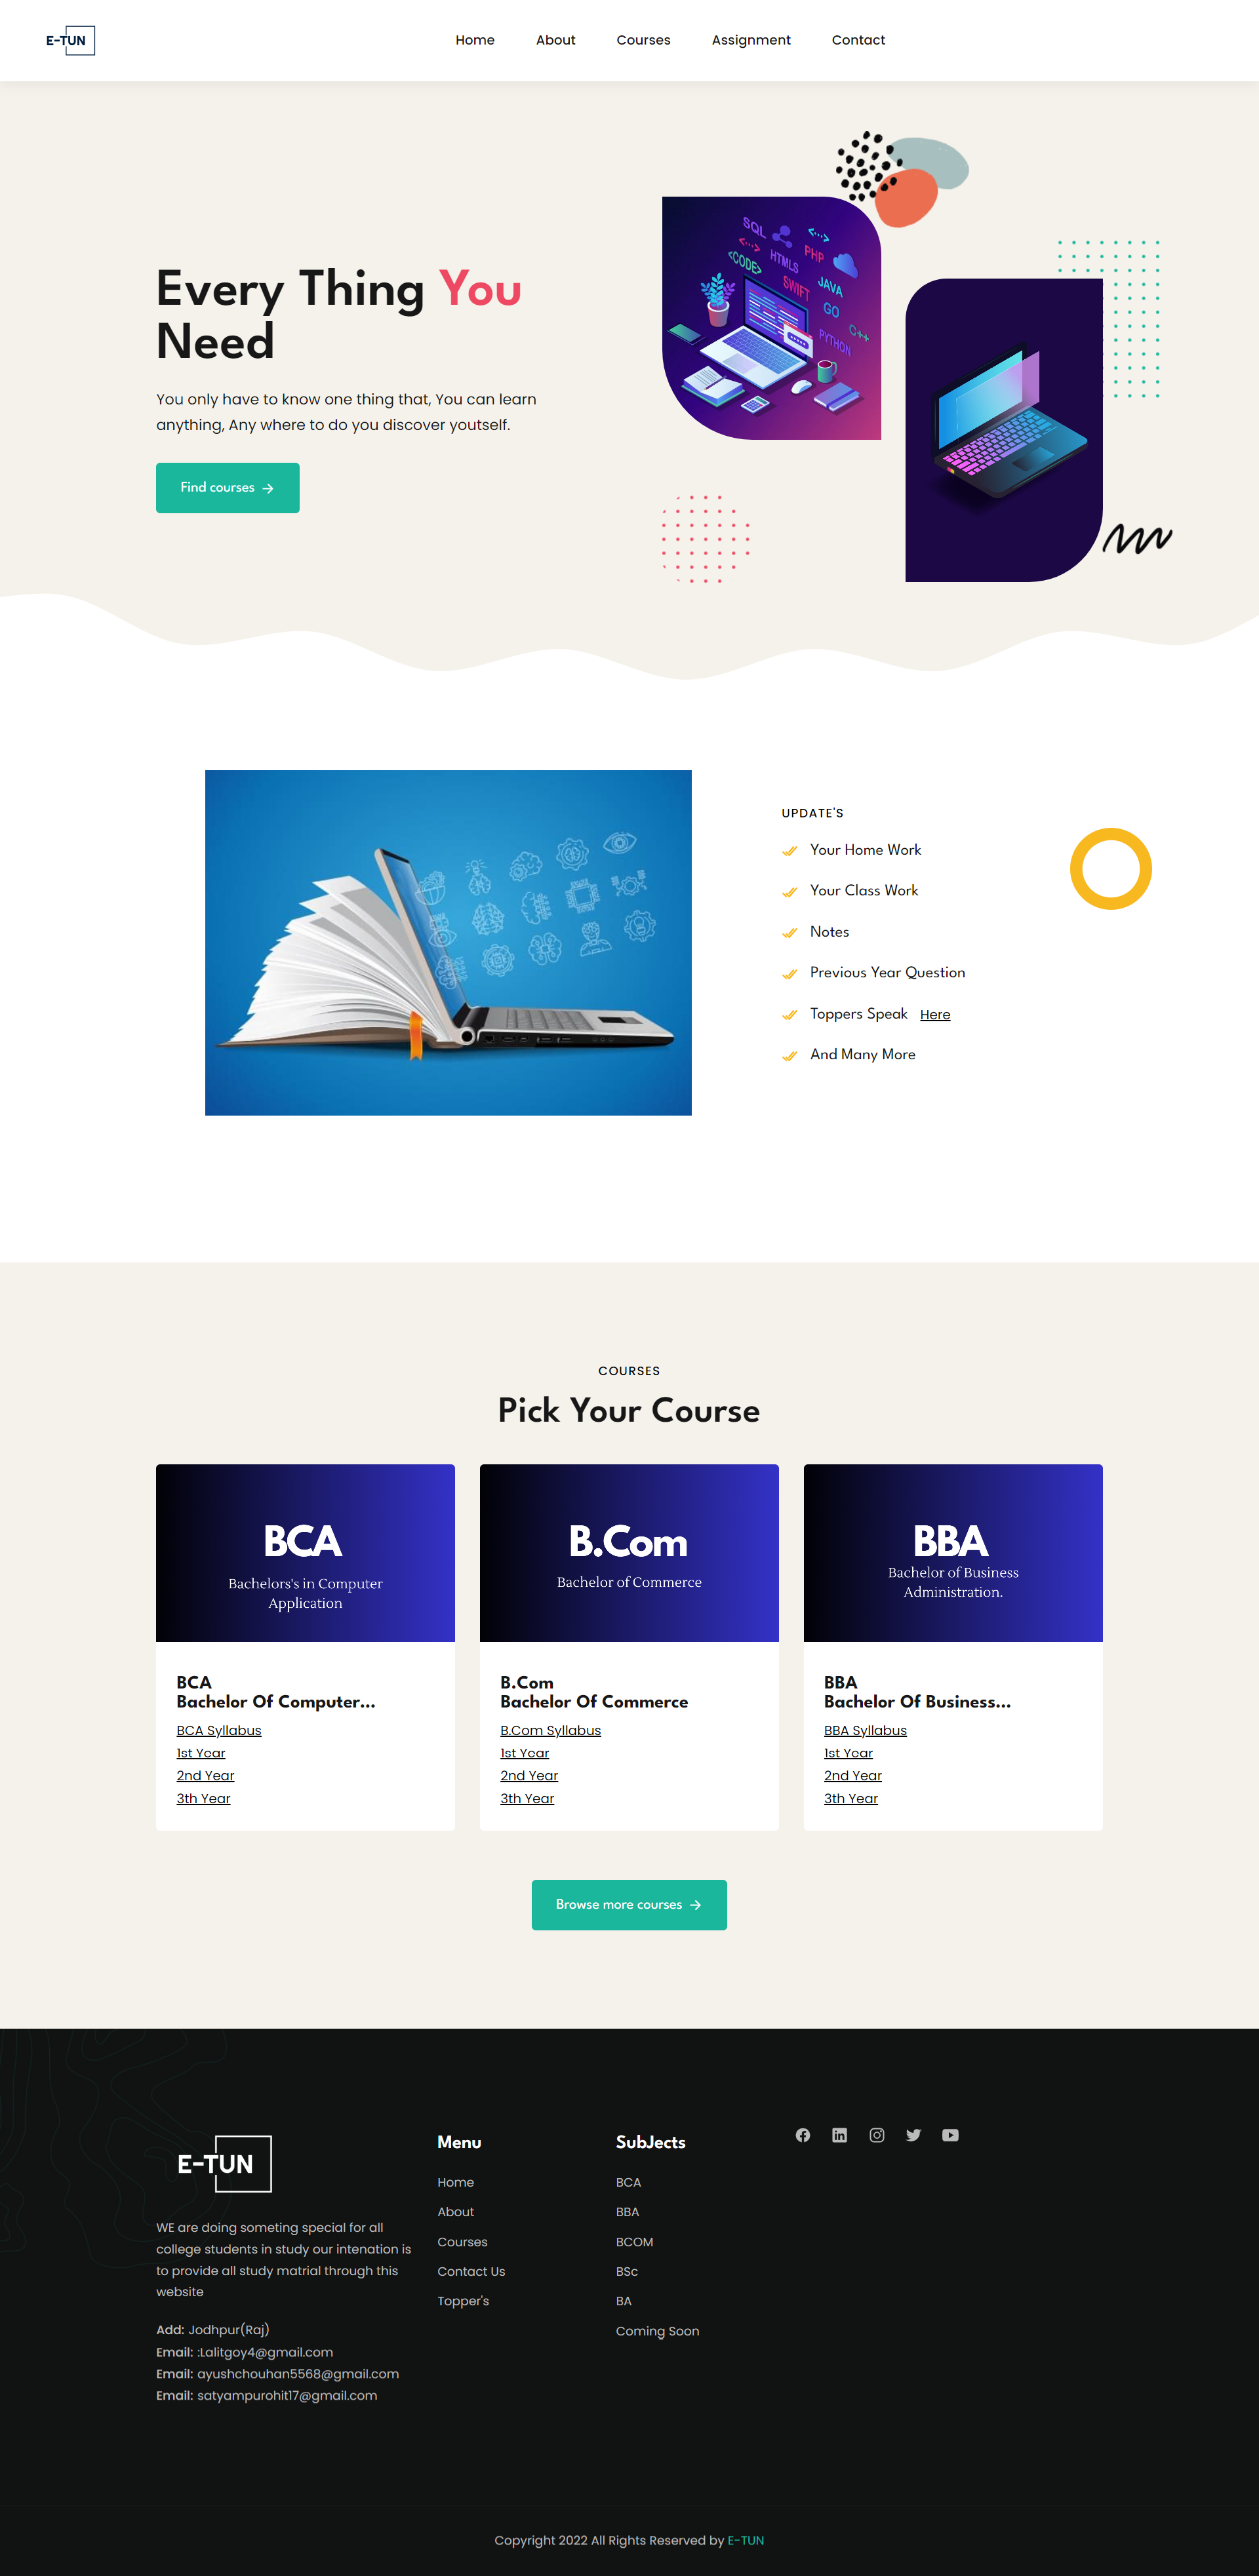 E-TUN
Home
About
Courses
Assignment
Contact
Every Thing You
Need
You only have to know one thing that, You can learn
anything, Any where to do you discover youtself.
Find courses →
SQL
<··>
<··>
PHP
HTMLS
<CODE>
SWIFT
JAVA
GO
C++
PYTHON
UPDATE'S
Your Home Work
Your Class Work
Notes
Previous Year Question
Toppers Speak Here
And Many More
COURSES
Pick Your Course
BCA
Bachelors's in Computer
Application
B.Com
Bachelor of Commerce
BBA
Bachelor of Business
Administration.
BCA
Bachelor Of Computer...
BCA Syllabus
1st Year
2nd Year
3th Year
B.Com
Bachelor Of Commerce
B.Com Syllabus
1st Year
2nd Year
3th Year
BBA
Bachelor Of Business...
BBA Syllabus
1st Year
2nd Year
3th Year
Browse more courses →
E-TUN
WE are doing someting special for all
college students in study our intenation is
to provide all study matrial through this
website
Add: Jodhpur(Raj)
Email: :Lalitgoy4@gmail.com
Email: ayushchouhan5568@gmail.com
Email: satyampurohit17@gmail.com
Menu
Home
About
Courses
Contact Us
Topper's
SubJects
BCA
BBA
BCOM
BSc
BA
Coming Soon
Copyright 2022 All Rights Reserved by E-TUN